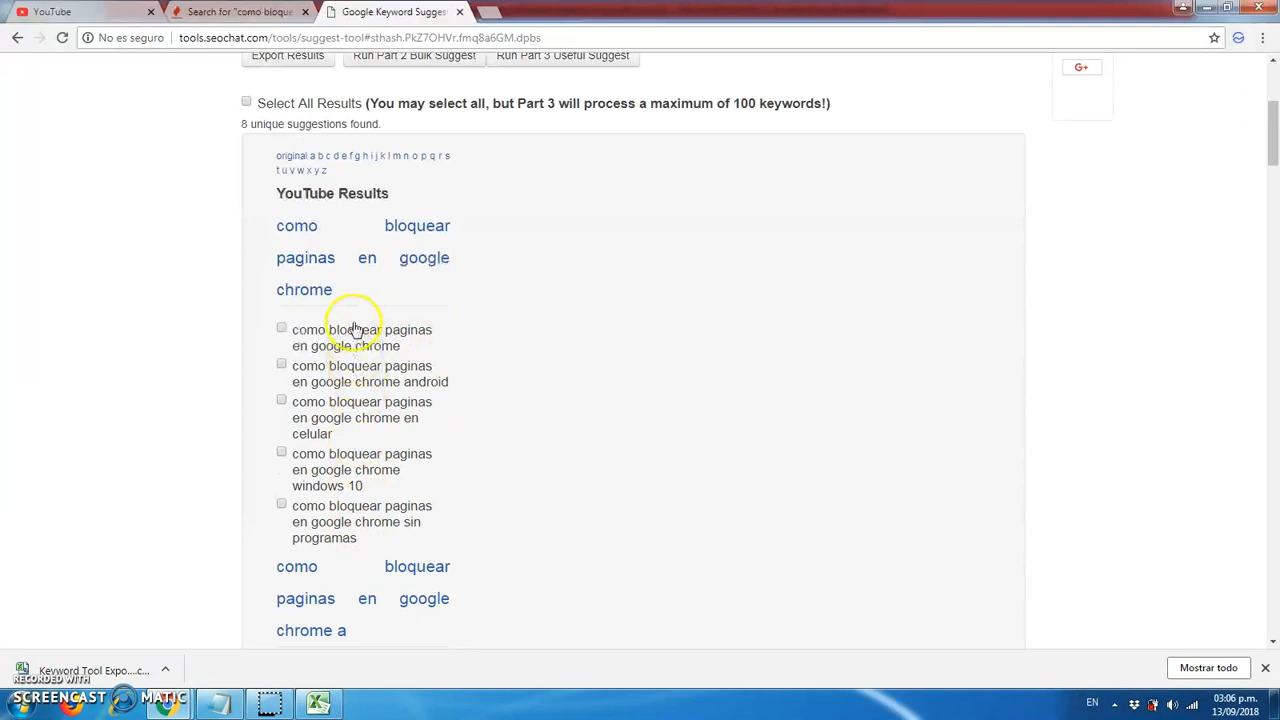 YouTube
Search for "como bloque
Google Keyword Suggest
No es seguro
tools.seochat.com/tools/suggest-tool#sthash.PkZ7OHVr.fmq8a6GM.dpbs
Export Results
Run Part 2 Bulk Suggest
Run Part 3 Useful Suggest
G+
Select All Results (You may select all, but Part 3 will process a maximum of 100 keywords!)
8 unique suggestions found.
original a b c d e f g h i j k l m n o p q r s
t u v w x y z
YouTube Results
como bloquear
paginas en google
chrome
como bloquear paginas
en google chrome
como bloquear paginas
en google chrome android
como bloquear paginas
en google chrome en
celular
como bloquear paginas
en google chrome
windows 10
como bloquear paginas
en google chrome sin
programas
como bloquear
paginas en google
chrome a
Keyword Tool Expo....c...
Mostrar todo
RECORDED WITH
SCREENCAST MATIC
EN
03:06 p.m.
13/09/2018